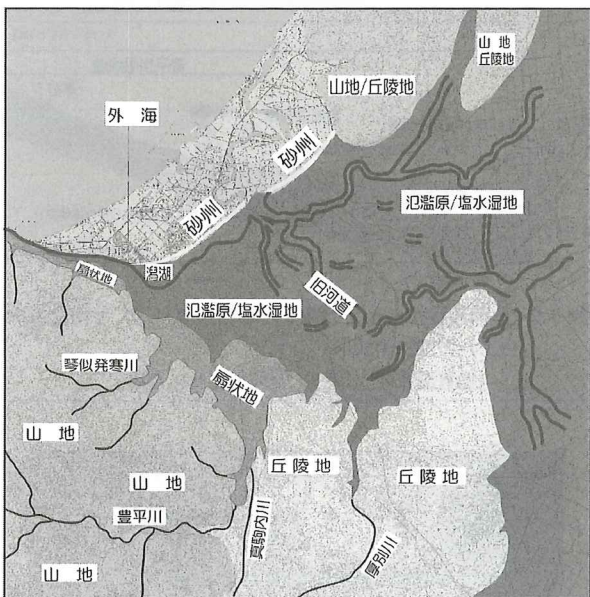 山地
丘陵地
山地/丘陵地
外海
砂州
砂州
氾濫原/塩水湿地
潟湖
扇状地
氾濫原/塩水湿地
旧河道
琴似発寒川
扇状地
山地
丘陵地
丘陵地
山地
豊平川
真駒内川
厚別川
山地